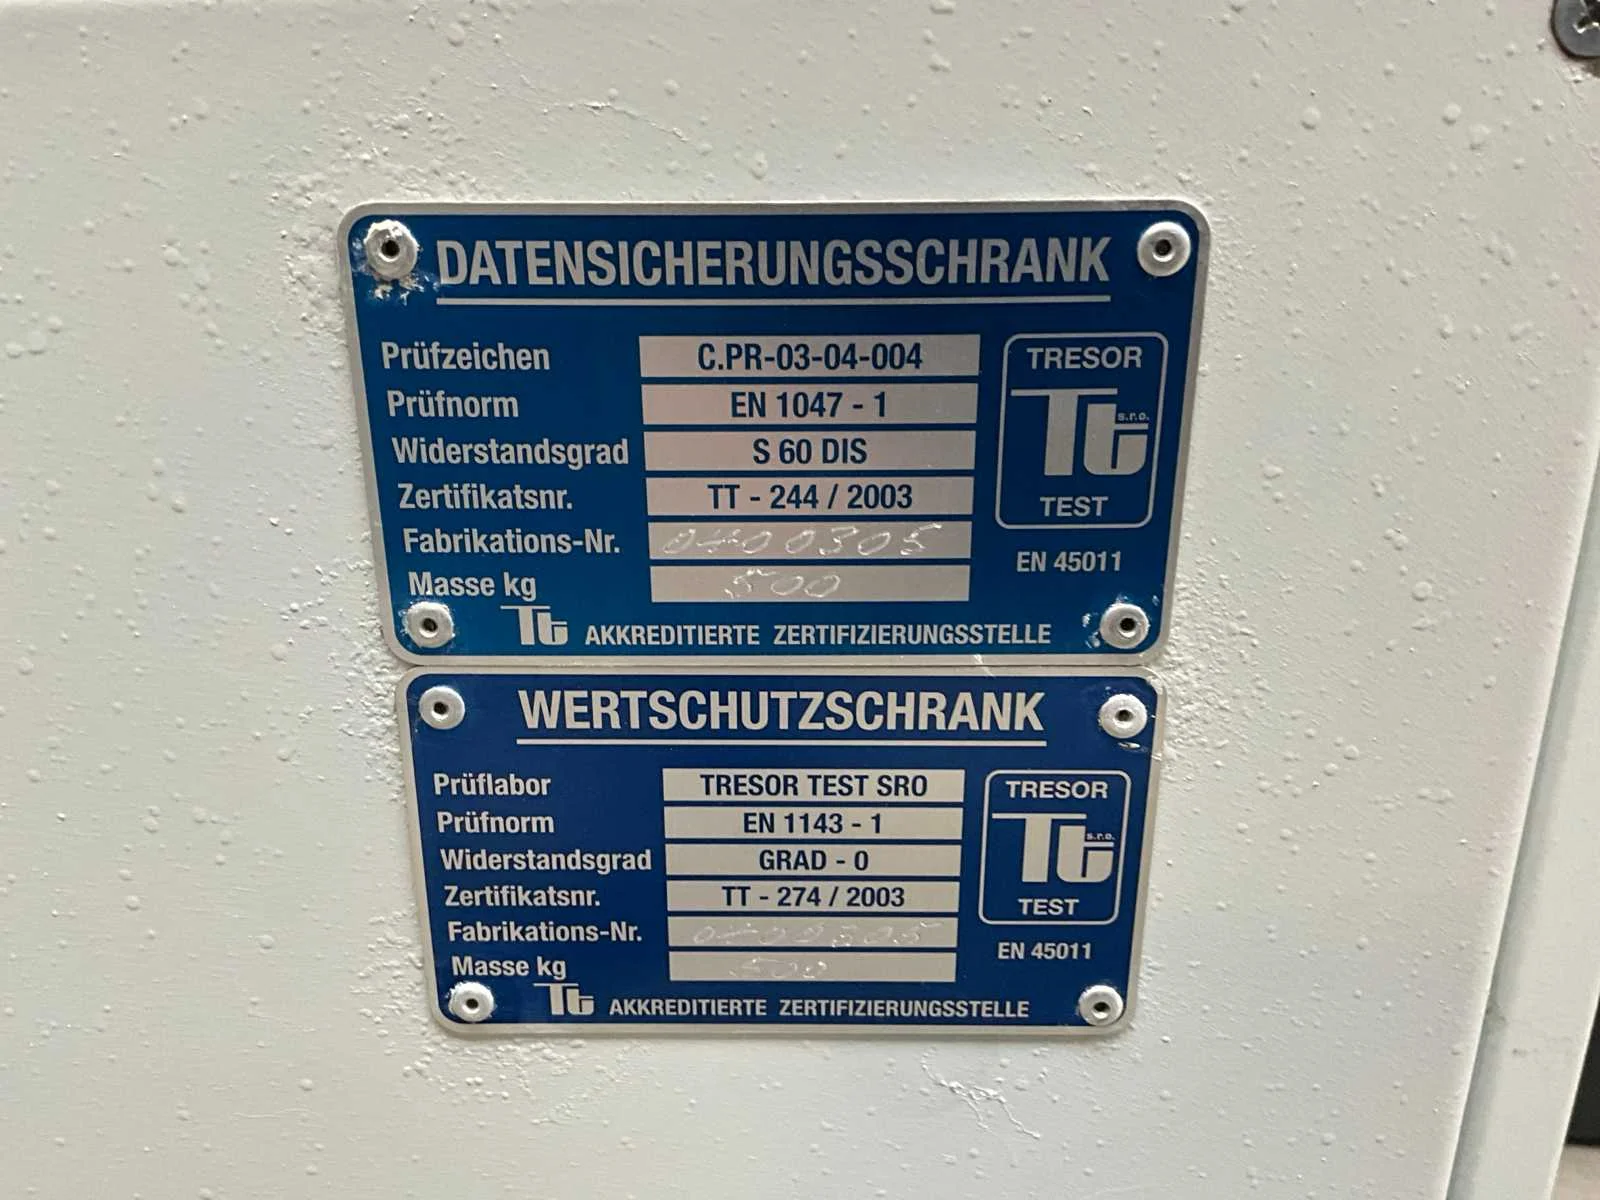 DATENSICHERUNGSSCHRANK
Prüfzeichen C.PR-03-04-004
Prüfnorm EN 1047 - 1
Widerstandsgrad S 60 DIS
Zertifikatsnr. TT - 244 / 2003
Fabrikations-Nr. 0400305
Masse kg 500
TRESOR
Tt s.r.o.
TEST
EN 45011
Tt AKKREDITIERTE ZERTIFIZIERUNGSSTELLE
WERTSCHUTZSCHRANK
Prüflabor TRESOR TEST SRO
Prüfnorm EN 1143 - 1
Widerstandsgrad GRAD - 0
Zertifikatsnr. TT - 274 / 2003
Fabrikations-Nr. 0400305
Masse kg 500
TRESOR
Tt s.r.o.
TEST
EN 45011
Tt AKKREDITIERTE ZERTIFIZIERUNGSSTELLE